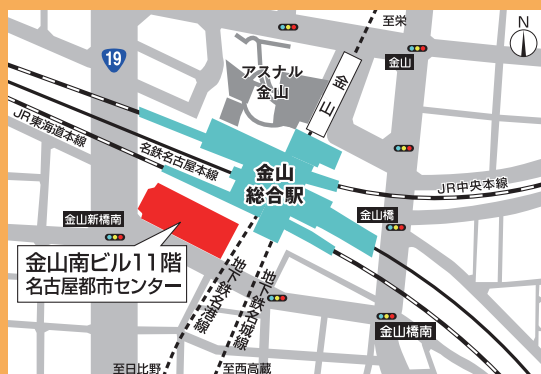 至栄
N
19
金山
アスナル
金山
金山
JR東海道本線
名鉄名古屋本線
金山
総合駅
JR中央本線
金山新橋南
金山橋
金山南ビル11階
名古屋都市センター
地下鉄名港線
地下鉄名城線
金山橋南
至日比野
至西高蔵